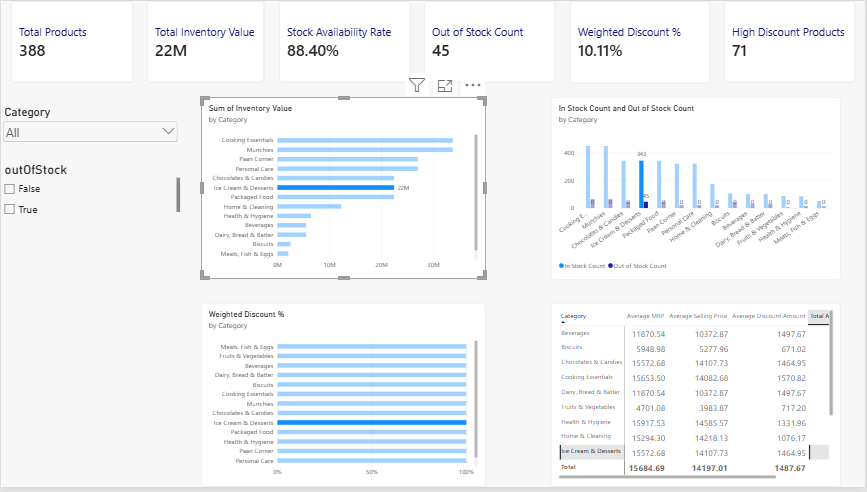 Total Products
388
Total Inventory Value
22M
Stock Availability Rate
88.40%
Out of Stock Count
45
Weighted Discount %
10.11%
High Discount Products
71
Category
All
outOfStock
False
True
Sum of Inventory Value
by Category
Cooking Essentials
Munchies
Paan Corner
Personal Care
Chocolates & Candies
Ice Cream & Desserts
22M
Packaged Food
Home & Cleaning
Health & Hygiene
Beverages
Dairy, Bread & Batter
Biscuits
Meats, Fish & Eggs
0M 10M 20M 30M
In Stock Count and Out of Stock Count
by Category
400
200
0
343
45
Cooking E...
Munchies
Chocolates & Candies
Ice Cream & Desserts
Packaged Food
Paan Corner
Personal Care
Home & Cleaning
Biscuits
Beverages
Dairy, Bread & Batter
Fruits & Vegetables
Health & Hygiene
Meats, Fish & Eggs
In Stock Count Out of Stock Count
Weighted Discount %
by Category
Meats, Fish & Eggs
Fruits & Vegetables
Beverages
Dairy, Bread & Batter
Biscuits
Cooking Essentials
Munchies
Chocolates & Candies
Ice Cream & Desserts
Packaged Food
Health & Hygiene
Paan Corner
Personal Care
0% 50% 100%
Category Average MRP Average Selling Price Average Discount Amount Total A
Beverages 11870.54 10372.87 1497.67
Biscuits 5948.98 5277.96 671.02
Chocolates & Candies 15572.68 14107.73 1464.95
Cooking Essentials 15653.50 14082.68 1570.82
Dairy, Bread & Batter 11870.54 10372.87 1497.67
Fruits & Vegetables 4701.08 3983.87 717.20
Health & Hygiene 15917.53 14585.57 1331.96
Home & Cleaning 15294.30 14218.13 1076.17
Ice Cream & Desserts 15572.68 14107.73 1464.95
Total 15684.69 14197.01 1487.67